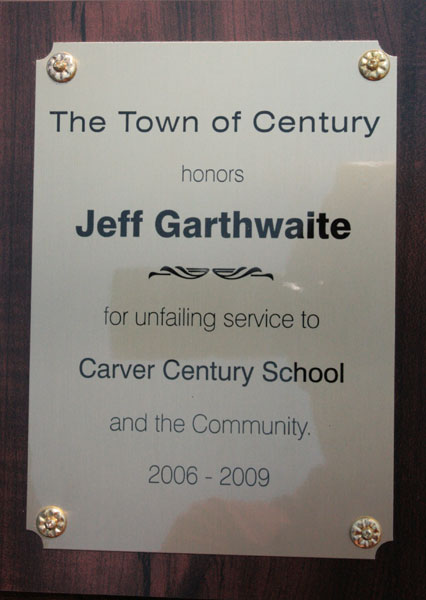 The Town of Century
honors
Jeff Garthwaite
for unfailing service to
Carver Century School
and the Community.
2006 - 2009